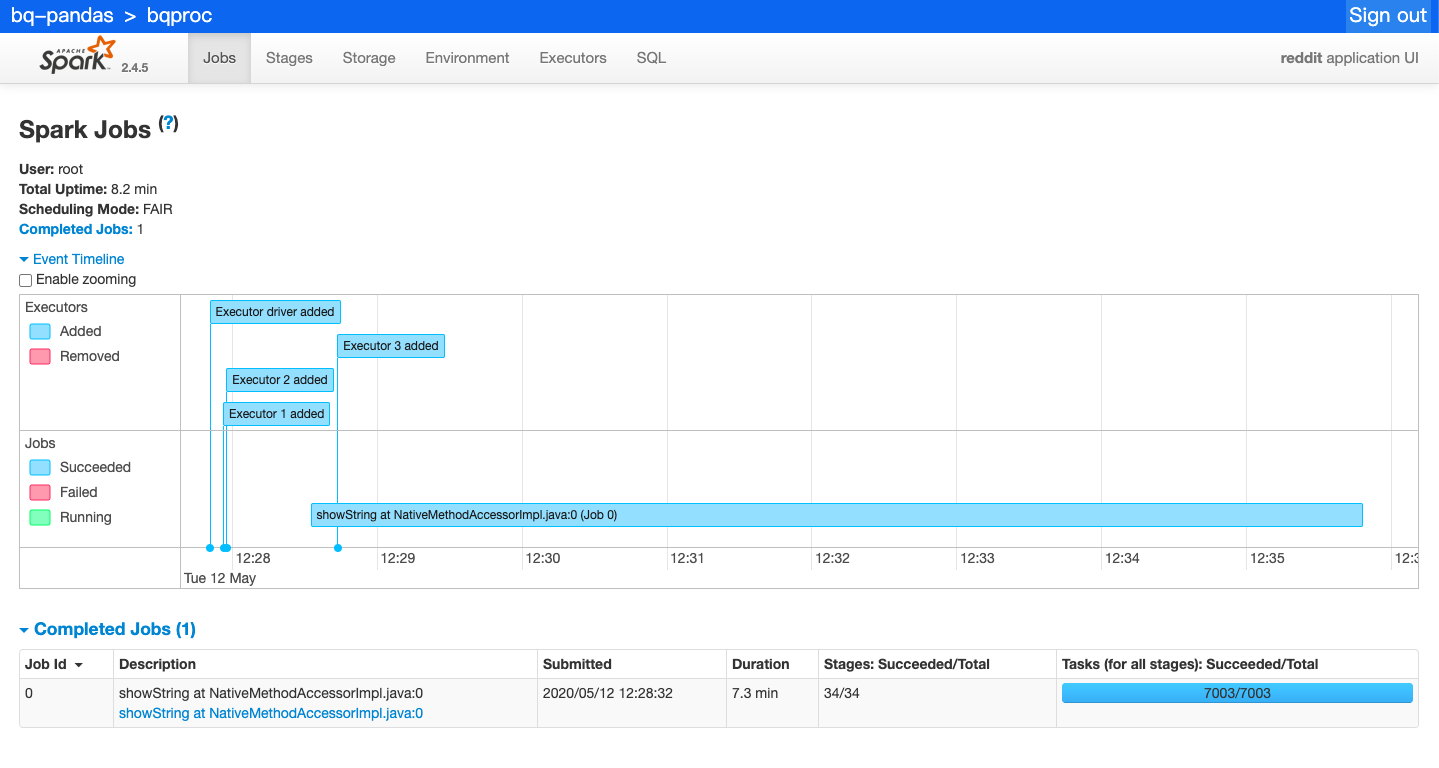 bq-pandas > bqproc Sign out
APACHE Spark 2.4.5 Jobs Stages Storage Environment Executors SQL reddit application UI
Spark Jobs (?)
User: root
Total Uptime: 8.2 min
Scheduling Mode: FAIR
Completed Jobs: 1
Event Timeline
Enable zooming
Executors
Added
Removed
Executor driver added
Executor 3 added
Executor 2 added
Executor 1 added
Jobs
Succeeded
Failed
Running
showString at NativeMethodAccessorImpl.java:0 (Job 0)
12:28 12:29 12:30 12:31 12:32 12:33 12:34 12:35
Tue 12 May
Completed Jobs (1)
Job Id Description Submitted Duration Stages: Succeeded/Total Tasks (for all stages): Succeeded/Total
0 showString at NativeMethodAccessorImpl.java:0 2020/05/12 12:28:32 7.3 min 34/34 7003/7003
showString at NativeMethodAccessorImpl.java:0